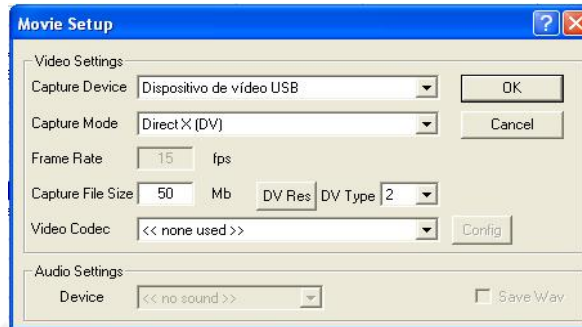 Movie Setup
Video Settings
Capture Device Dispositivo de vídeo USB OK
Capture Mode Direct X (DV) Cancel
Frame Rate 15 fps
Capture File Size 50 Mb DV Res DV Type 2
Video Codec << none used >> Config
Audio Settings
Device << no sound >> Save Wav